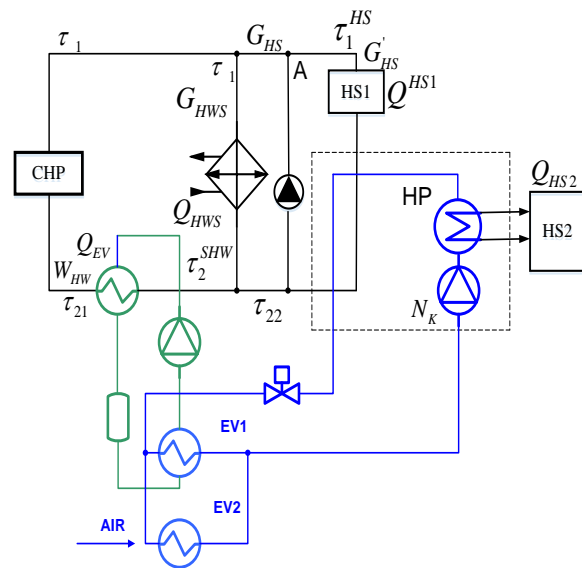 τ 1
G HS
τ 1 HS
τ 1
A
G ' HS
G HWS
HS1
Q HS1
CHP
HP
Q HS2
Q HWS
HS2
Q EV
τ 2 SHW
W HW
τ 21
τ 22
N K
EV1
EV2
AIR